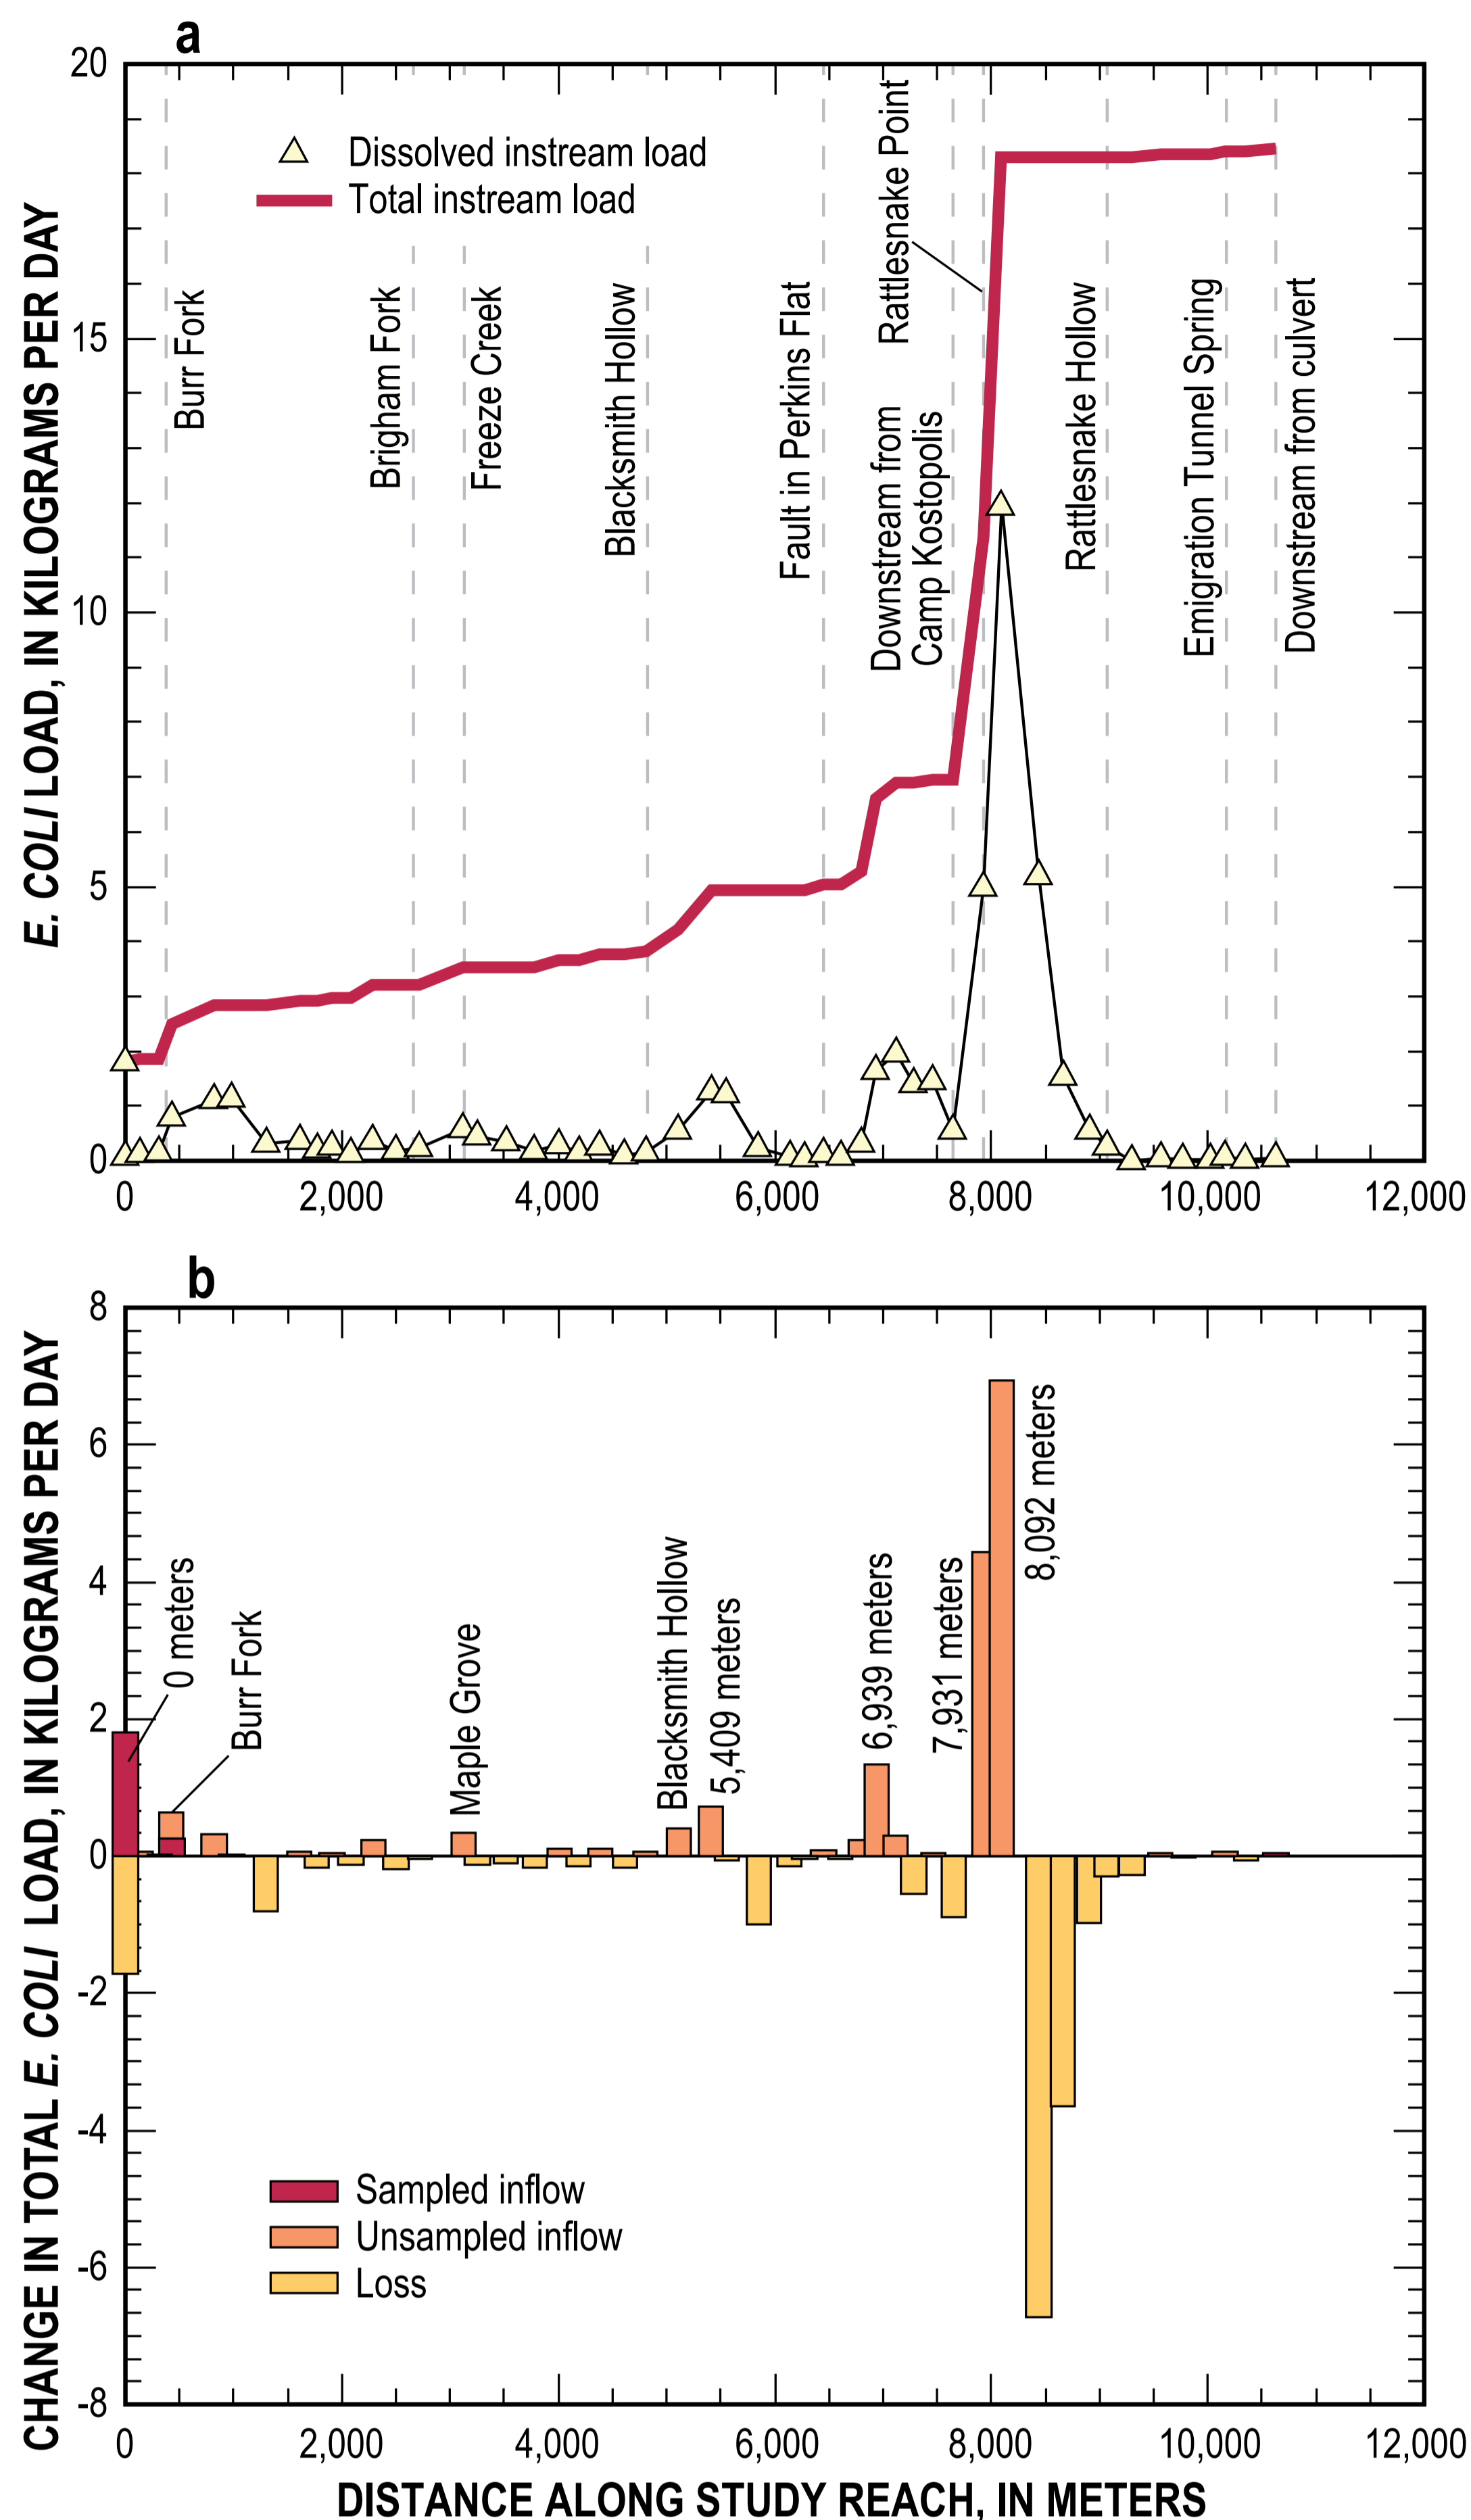 a
20
15
10
5
0
E. COLI LOAD, IN KILOGRAMS PER DAY
Dissolved instream load
Total instream load
Burr Fork
Brigham Fork
Freeze Creek
Blacksmith Hollow
Fault in Perkins Flat
Downstream from
Camp Kostopolis
Rattlesnake Point
Rattlesnake Hollow
Emigration Tunnel Spring
Downstream from culvert
0
2,000
4,000
6,000
8,000
10,000
12,000
b
8
6
4
2
0
-2
-4
-6
-8
CHANGE IN TOTAL E. COLI LOAD, IN KILOGRAMS PER DAY
0 meters
Burr Fork
Maple Grove
Blacksmith Hollow
5,409 meters
6,939 meters
7,931 meters
8,092 meters
Sampled inflow
Unsampled inflow
Loss
0
2,000
4,000
6,000
8,000
10,000
12,000
DISTANCE ALONG STUDY REACH, IN METERS